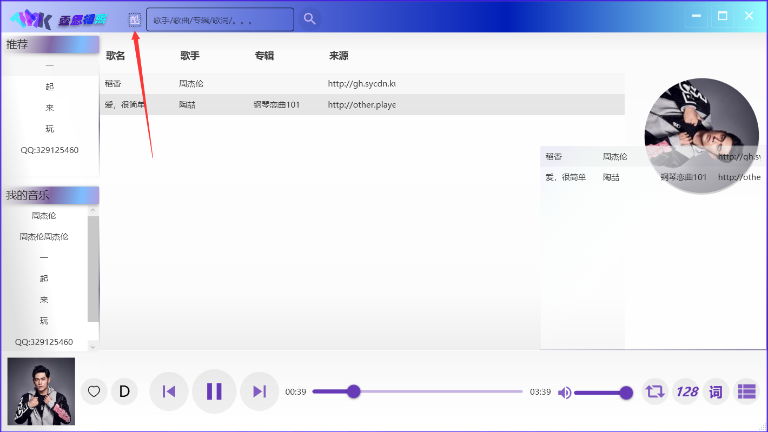 酷
歌手/歌曲/专辑/歌词/。。。
推荐
一
起
来
玩
QQ:329125460
我的音乐
周杰伦
周杰伦周杰伦
一
起
来
玩
QQ:329125460
歌名 歌手 专辑 来源
稻香 周杰伦 http://gh.sycdn.ku
爱，很简单 陶喆 钢琴恋曲101 http://other.playe
稻香 周杰伦 http://gh.sy
爱，很简单 陶喆 钢琴恋曲101 http://othe
D 00:39 03:39 128 词